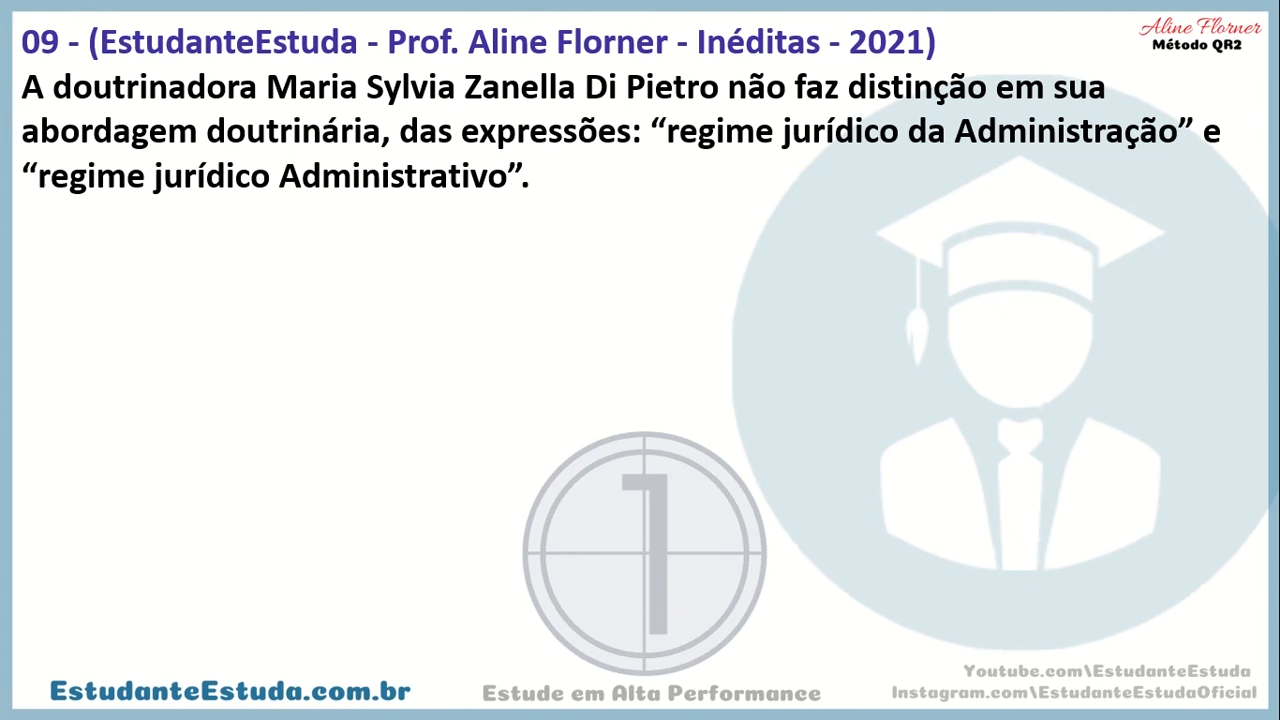 09 - (EstudanteEstuda - Prof. Aline Florner - Inéditas - 2021)
Aline Florner
Método QR2
A doutrinadora Maria Sylvia Zanella Di Pietro não faz distinção em sua
abordagem doutrinária, das expressões: “regime jurídico da Administração” e
“regime jurídico Administrativo”.
1
EstudanteEstuda.com.br
Estude em Alta Performance
Youtube.com\EstudanteEstuda
Instagram.com\EstudanteEstudaOficial